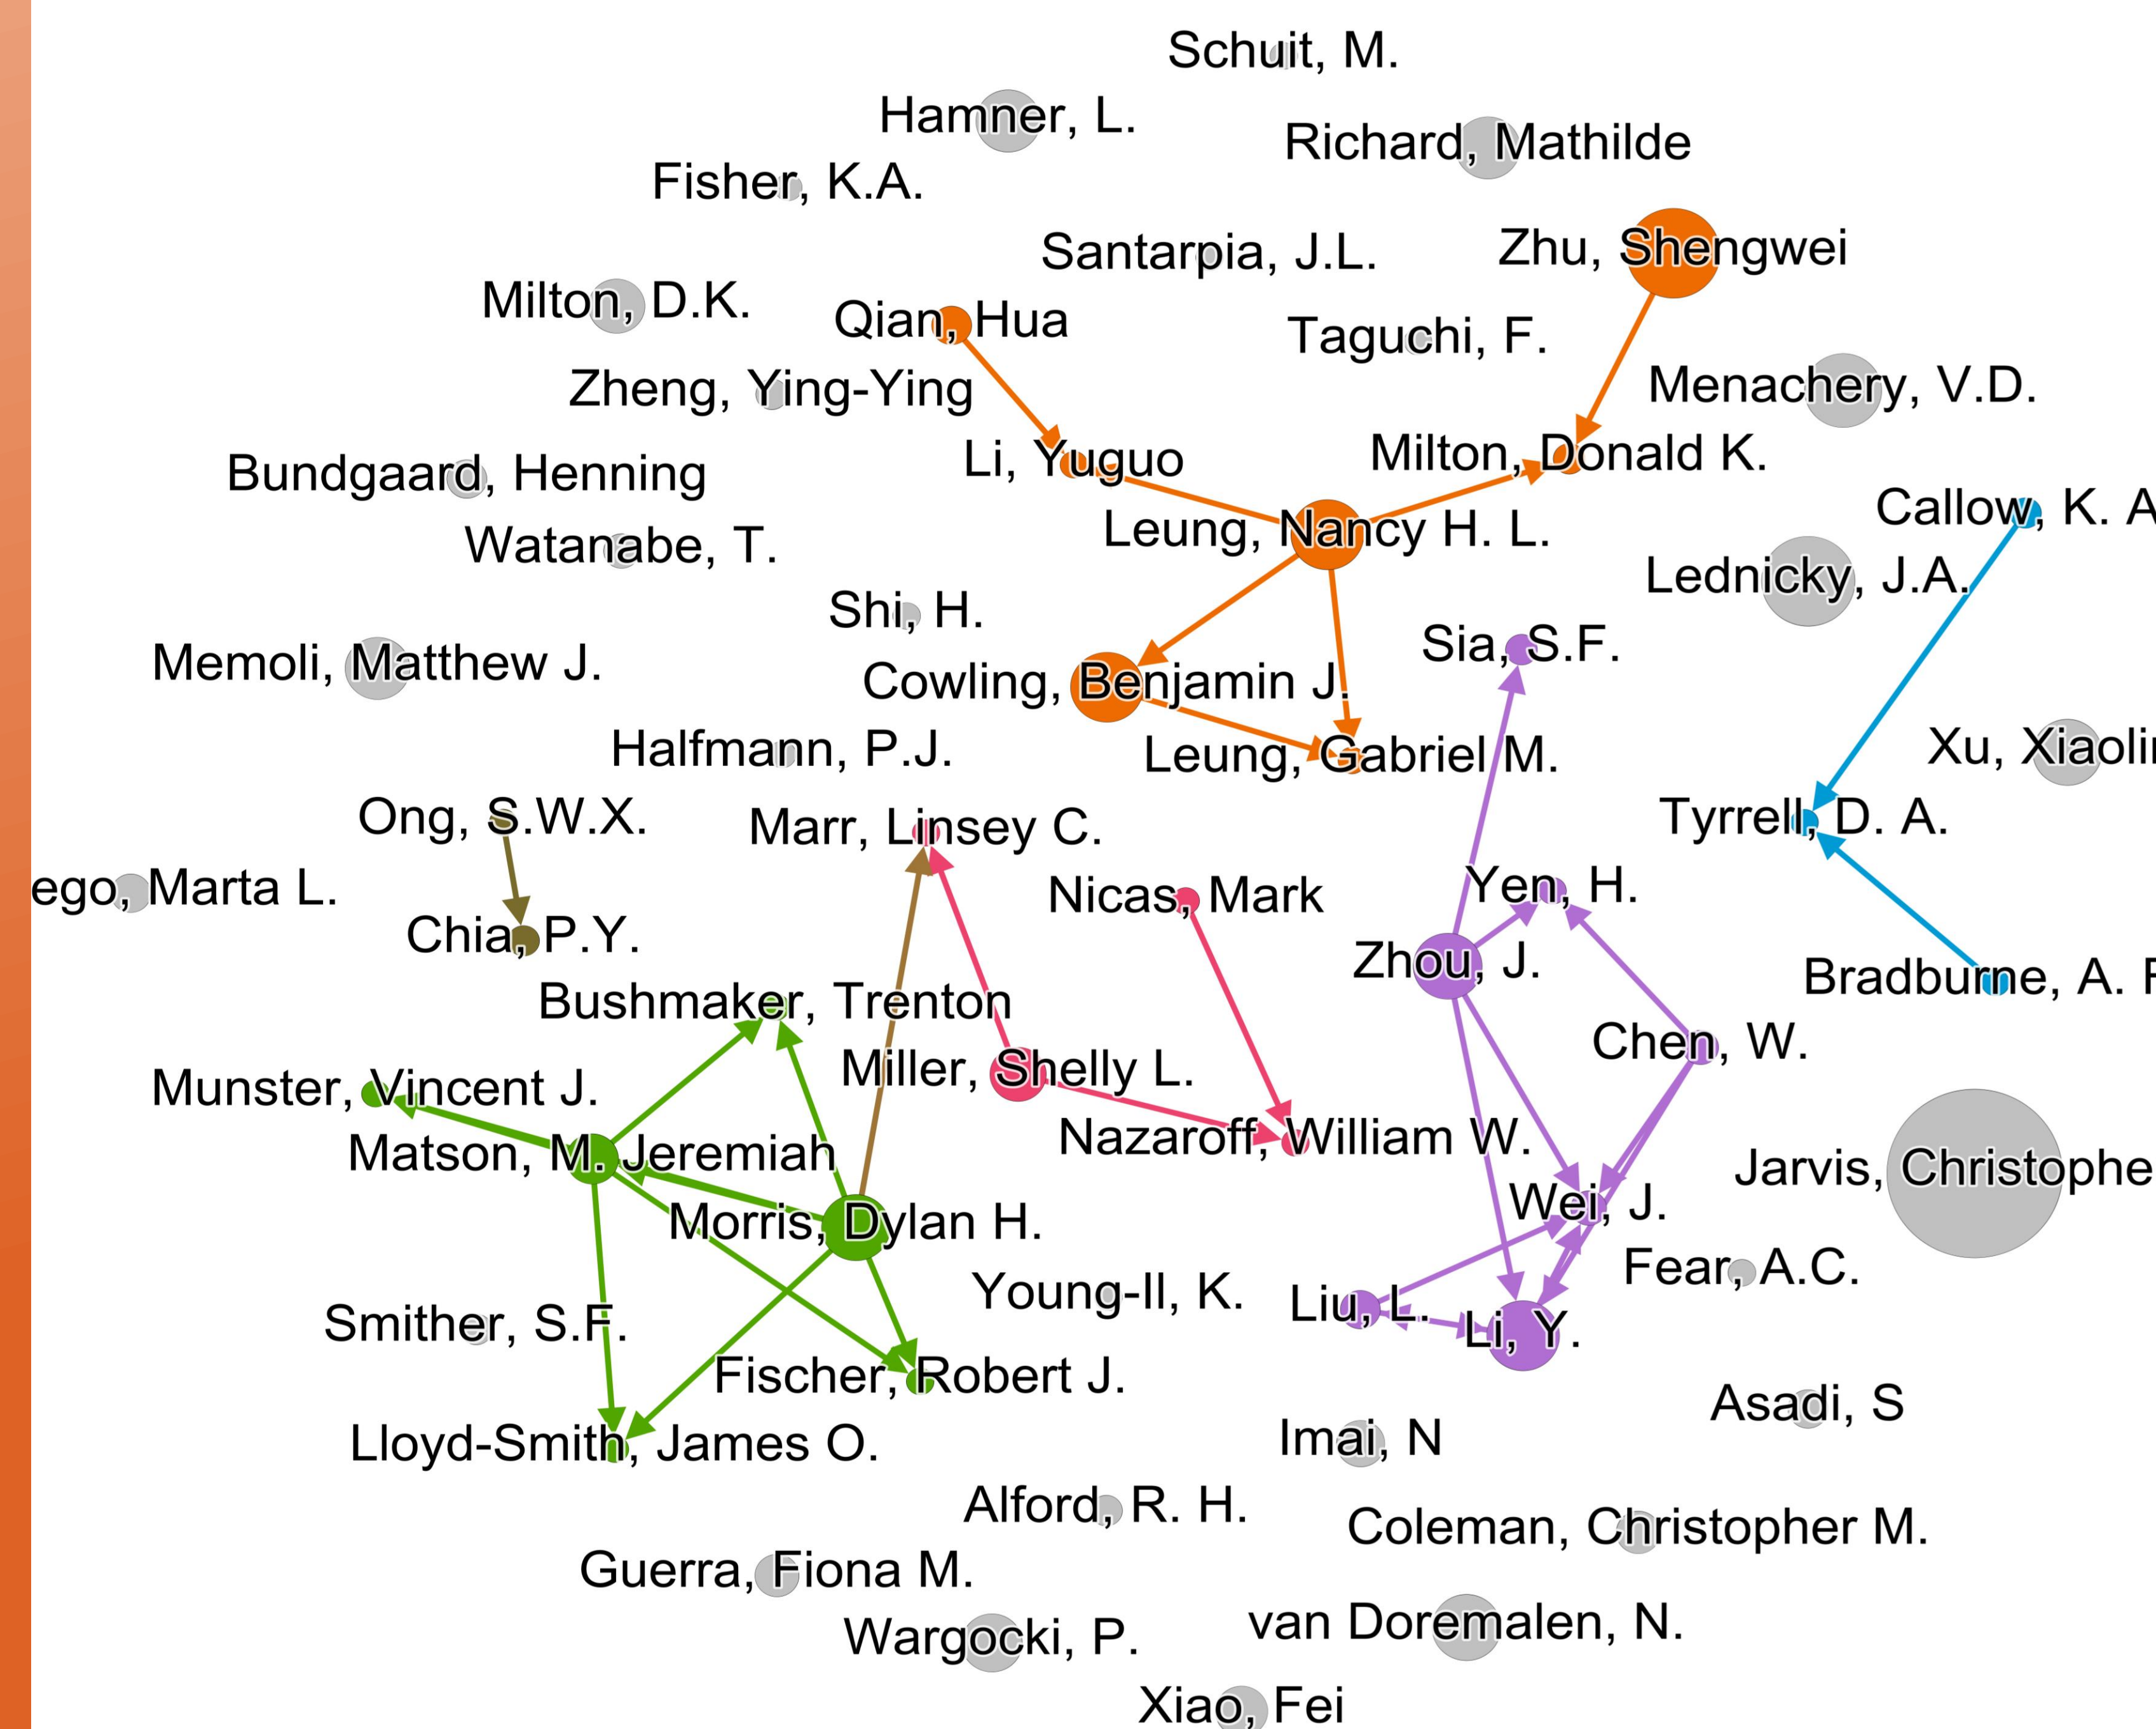 Schuit, M.
Hamner, L.
Richard, Mathilde
Fisher, K.A.
Santarpia, J.L.
Zhu, Shengwei
Milton, D.K.
Qian, Hua
Taguchi, F.
Zheng, Ying-Ying
Menachery, V.D.
Li, Yuguo
Milton, Donald K.
Bundgaard, Henning
Callow, K. A
Leung, Nancy H. L.
Watanabe, T.
Lednicky, J.A.
Shi, H.
Sia, S.F.
Memoli, Matthew J.
Cowling, Benjamin J.
Halfmann, P.J.
Leung, Gabriel M.
Xu, Xiaolin
Ong, S.W.X.
Marr, Linsey C.
Tyrrell, D. A.
ego, Marta L.
Nicas, Mark
Yen, H.
Chia, P.Y.
Zhou, J.
Bradburne, A.
Bushmaker, Trenton
Chen, W.
Miller, Shelly L.
Munster, Vincent J.
Nazaroff, William W.
Matson, M. Jeremiah
Jarvis, Christophe
Wei, J.
Morris, Dylan H.
Fear, A.C.
Young-Il, K.
Liu, L.
Smither, S.F.
Li, Y.
Fischer, Robert J.
Asadi, S
Lloyd-Smith, James O.
Imai, N
Alford, R. H.
Coleman, Christopher M.
Guerra, Fiona M.
van Doremalen, N.
Wargocki, P.
Xiao, Fei